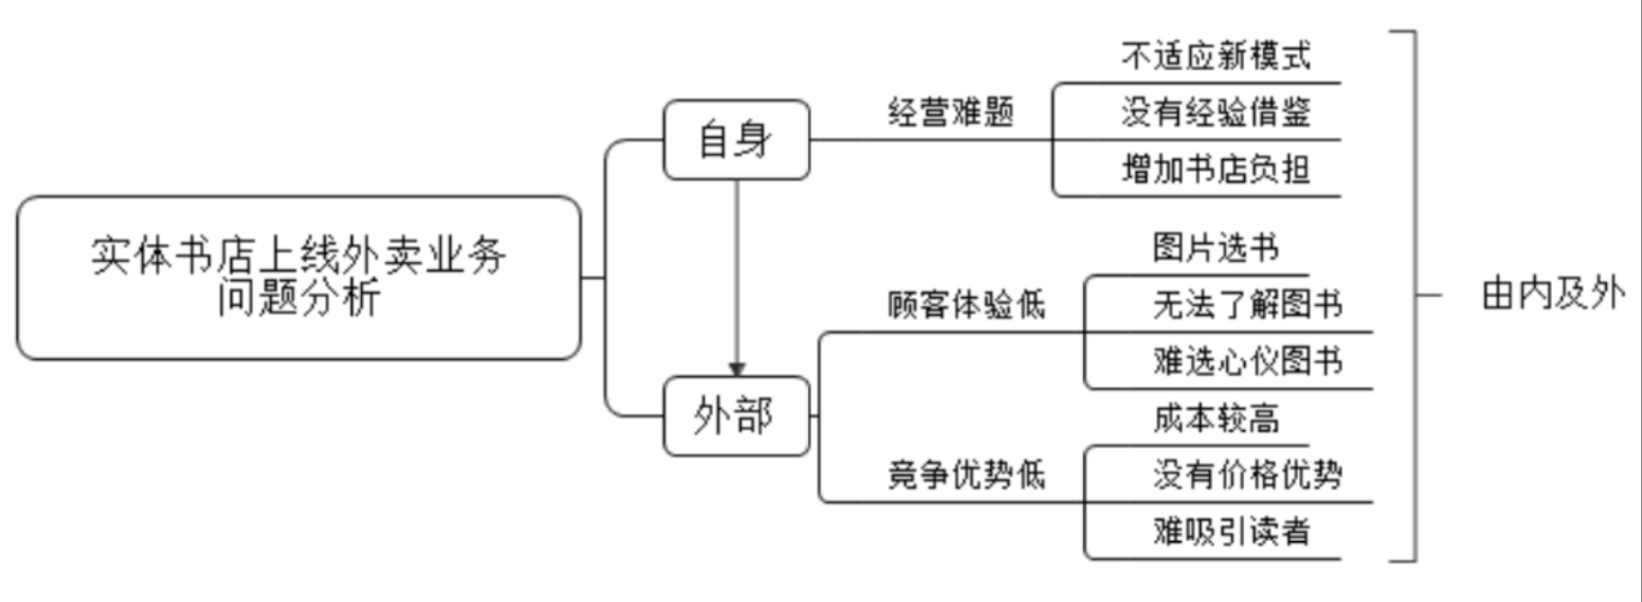 实体书店上线外卖业务
问题分析
自身
经营难题
不适应新模式
没有经验借鉴
增加书店负担
外部
顾客体验低
图片选书
无法了解图书
难选心仪图书
竞争优势低
成本较高
没有价格优势
难吸引读者
由内及外